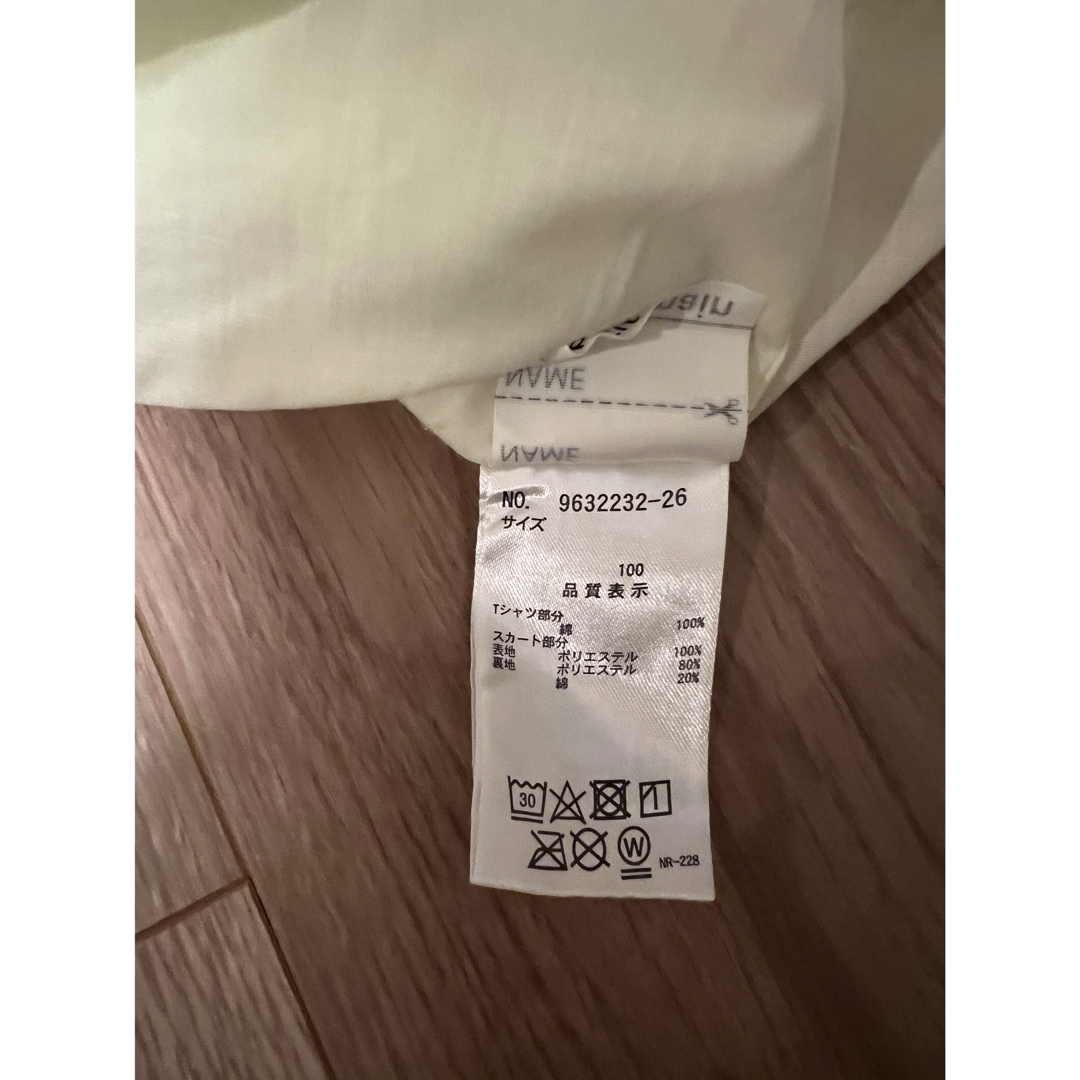 NAME
NAME
NO. 9632232-26
サイズ
100
品質表示
Tシャツ部分
綿 100%
スカート部分
表地 ポリエステル 100%
裏地 ポリエステル 80%
綿 20%
30
W
NR-228